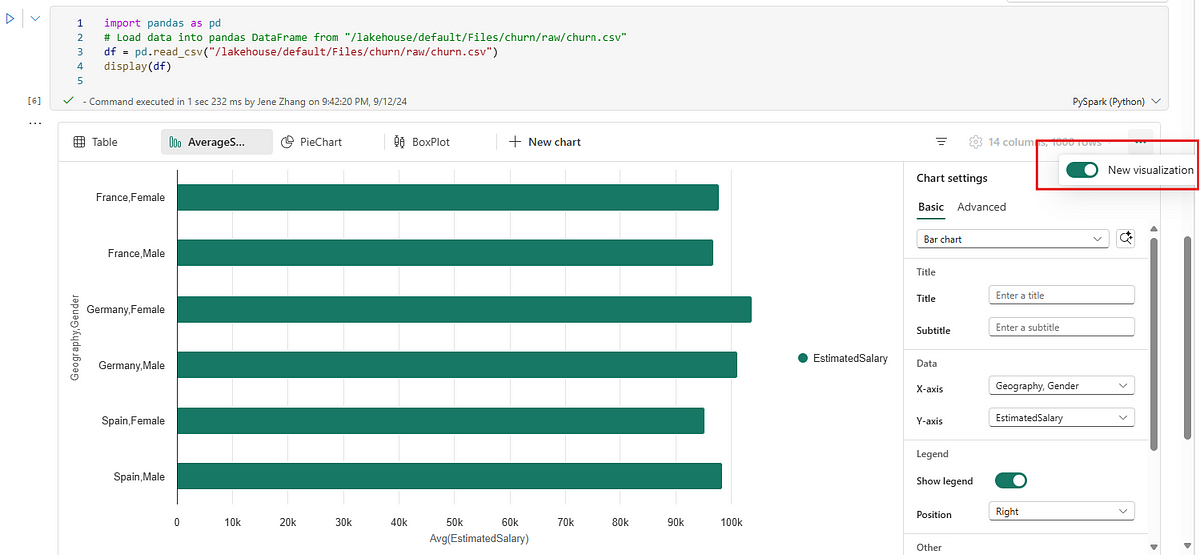 1 import pandas as pd
2 # Load data into pandas DataFrame from "/lakehouse/default/Files/churn/raw/churn.csv"
3 df = pd.read_csv("/lakehouse/default/Files/churn/raw/churn.csv")
4 display(df)
5
[6] - Command executed in 1 sec 232 ms by Jene Zhang on 9:42:20 PM, 9/12/24 PySpark (Python)
Table AverageS... PieChart BoxPlot New chart 14 columns, 1000 rows
New visualization
Geography,Gender
France,Female
France,Male
Germany,Female
Germany,Male
Spain,Female
Spain,Male
0 10k 20k 30k 40k 50k 60k 70k 80k 90k 100k
Avg(EstimatedSalary)
EstimatedSalary
Chart settings
Basic Advanced
Bar chart
Title
Title Enter a title
Subtitle Enter a subtitle
Data
X-axis Geography, Gender
Y-axis EstimatedSalary
Legend
Show legend
Position Right
Other